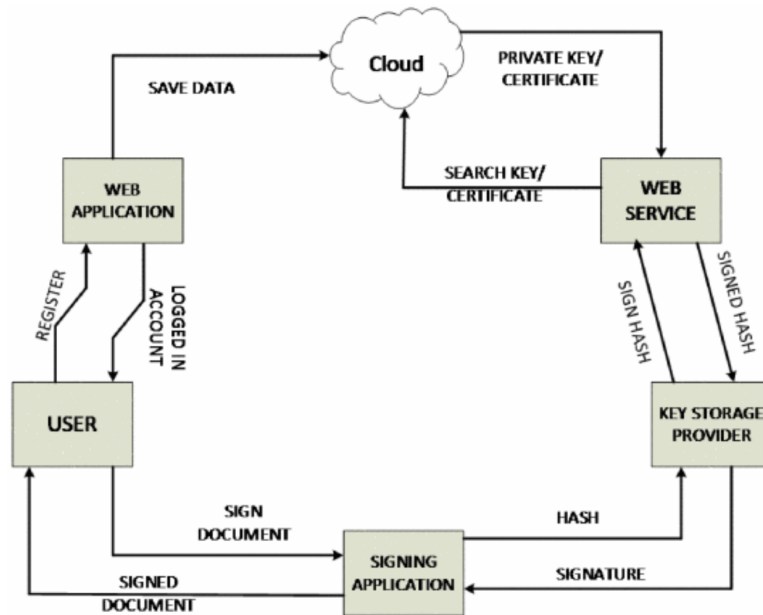 Cloud
PRIVATE KEY/
CERTIFICATE
SAVE DATA
SEARCH KEY/
CERTIFICATE
WEB
APPLICATION
WEB
SERVICE
REGISTER
LOGGED IN
ACCOUNT
SIGN HASH
SIGNED HASH
USER
KEY STORAGE
PROVIDER
SIGN
DOCUMENT
HASH
SIGNING
APPLICATION
SIGNED
DOCUMENT
SIGNATURE